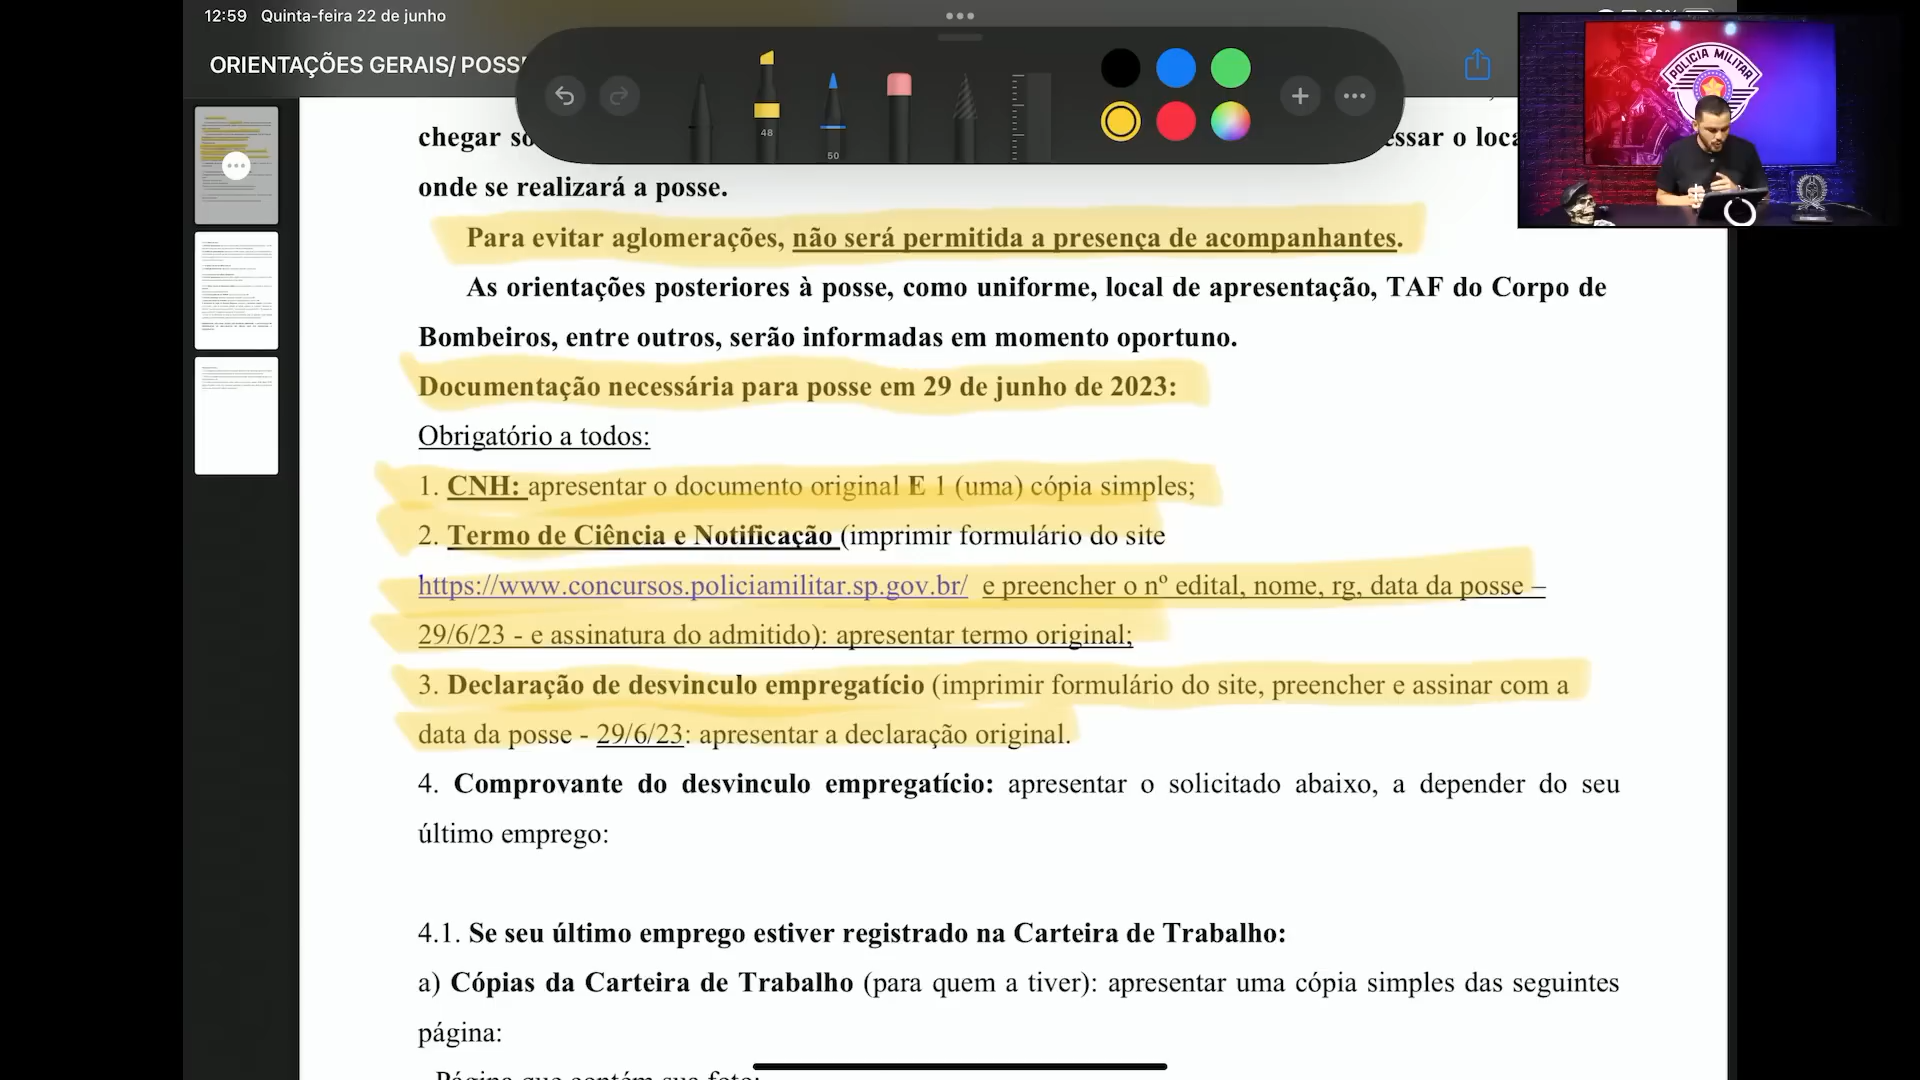 12:59 Quinta-feira 22 de junho
ORIENTAÇÕES GERAIS/ POSS
POLICIA MILITAR
48
50
chegar
essar o
onde se realizará a posse.
Para evitar aglomerações, não será permitida a presença de acompanhantes.
As orientações posteriores à posse, como uniforme, local de apresentação, TAF do Corpo de
Bombeiros, entre outros, serão informadas em momento oportuno.
Documentação necessária para posse em 29 de junho de 2023:
Obrigatório a todos:
1. CNH: apresentar o documento original E 1 (uma) cópia simples;
2. Termo de Ciência e Notificação (imprimir formulário do site
https://www.concursos.policiamilitar.sp.gov.br/ e preencher o nº edital, nome, rg, data da posse –
29/6/23 - e assinatura do admitido): apresentar termo original;
3. Declaração de desvinculo empregatício (imprimir formulário do site, preencher e assinar com a
data da posse - 29/6/23: apresentar a declaração original.
4. Comprovante do desvinculo empregatício: apresentar o solicitado abaixo, a depender do seu
último emprego:
4.1. Se seu último emprego estiver registrado na Carteira de Trabalho:
a) Cópias da Carteira de Trabalho (para quem a tiver): apresentar uma cópia simples das seguintes
página:
Página que contém sua foto;